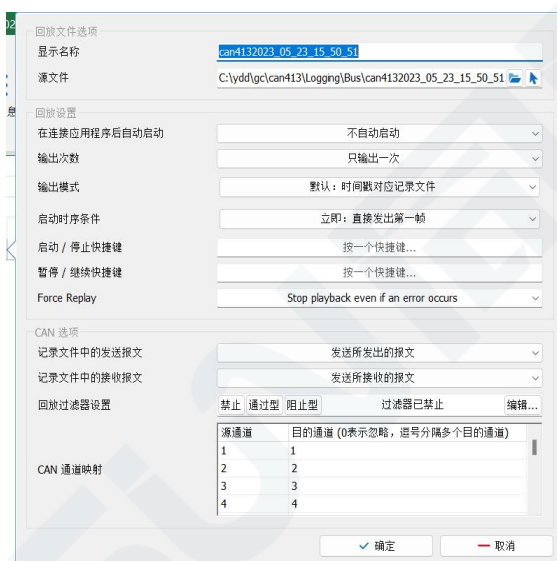 回放文件选项
显示名称 can4132023_05_23_15_50_51
源文件 C:\ydd\gc\can413\Logging\Bus\can4132023_05_23_15_50_51
回放设置
在连接应用程序后自动启动 不自动启动
输出次数 只输出一次
输出模式 默认：时间戳对应记录文件
启动时序条件 立即：直接发出第一帧
启动 / 停止快捷键 按一个快捷键...
暂停 / 继续快捷键 按一个快捷键...
Force Replay Stop playback even if an error occurs
CAN 选项
记录文件中的发送报文 发送所发出的报文
记录文件中的接收报文 发送所接收的报文
回放过滤器设置 禁止 通过型 阻止型 过滤器已禁止 编辑...
源通道 目的通道 (0表示忽略，逗号分隔多个目的通道)
1 1
CAN 通道映射 2 2
3 3
4 4
确定 取消